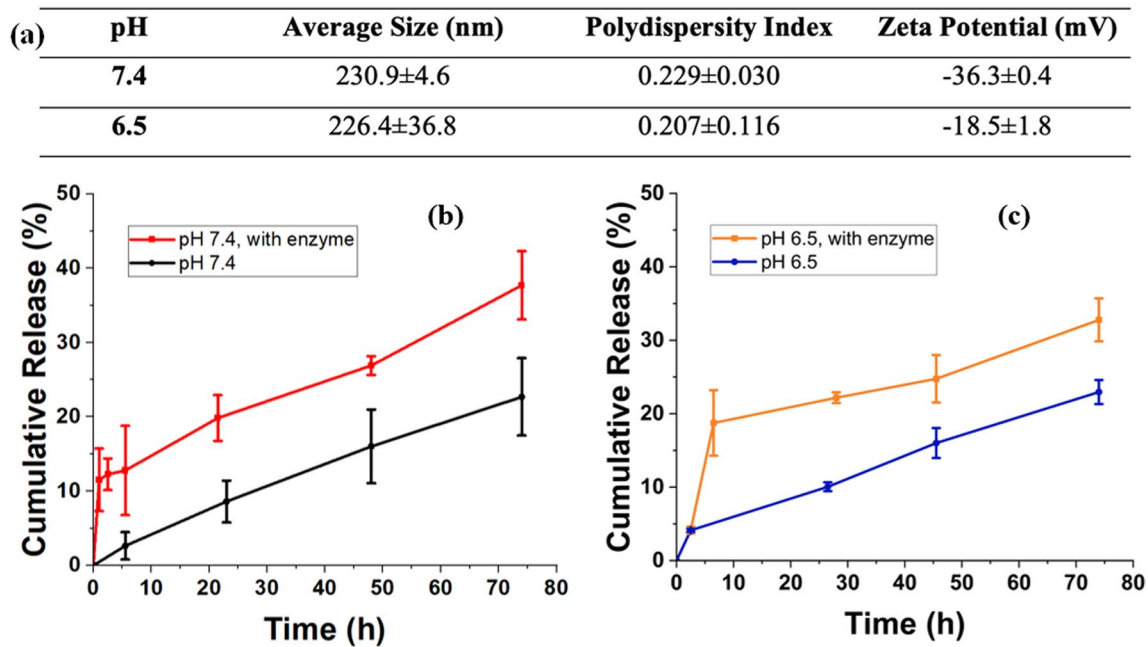 (a) pH Average Size (nm) Polydispersity Index Zeta Potential (mV)
7.4 230.9±4.6 0.229±0.030 -36.3±0.4
6.5 226.4±36.8 0.207±0.116 -18.5±1.8
(b)
Cumulative Release (%)
50
40
30
20
10
0
pH 7.4, with enzyme
pH 7.4
0 10 20 30 40 50 60 70 80
Time (h)
(c)
Cumulative Release (%)
50
40
30
20
10
0
pH 6.5, with enzyme
pH 6.5
0 10 20 30 40 50 60 70 80
Time (h)